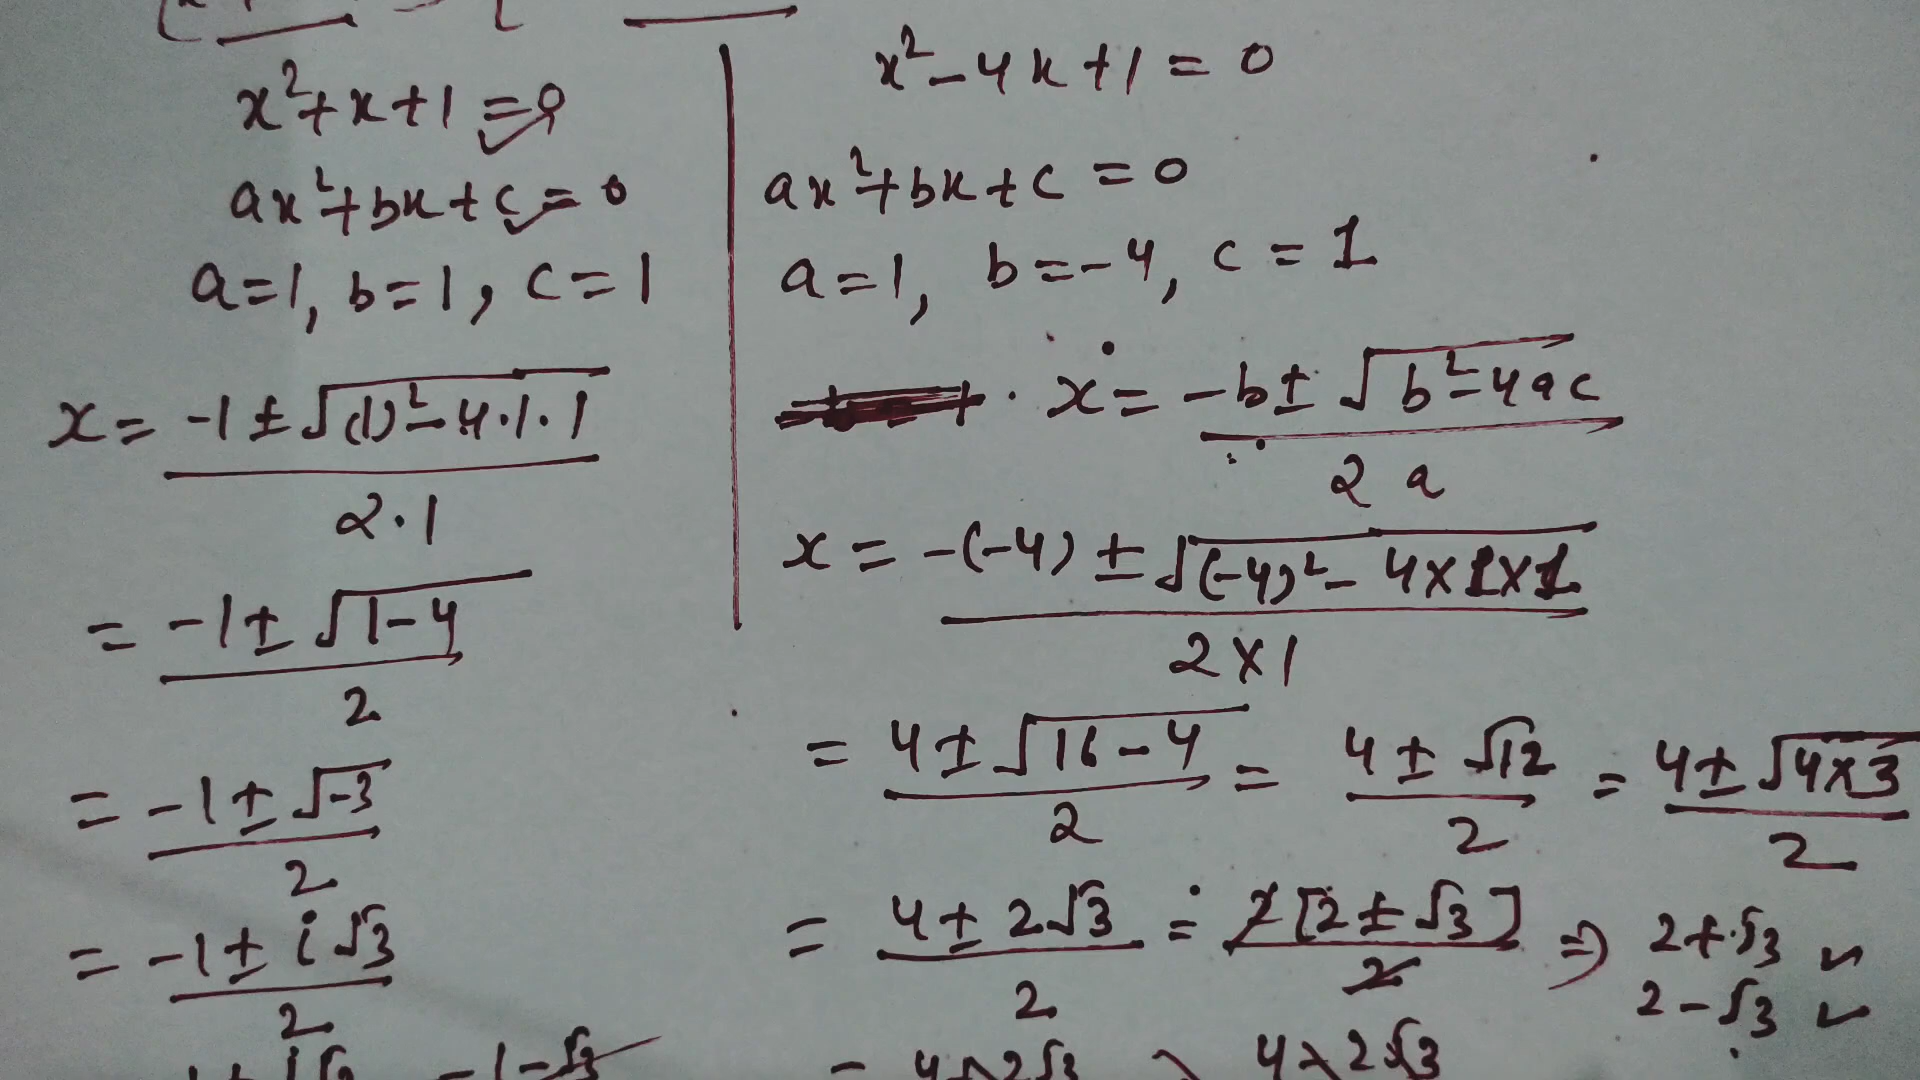 x²+x+1=0
ax²+bx+c=0
a=1, b=1, c=1
x= -1±√(1)²-4·1·1 / 2·1
= -1±√1-4 / 2
= -1±√-3 / 2
= -1±i√3 / 2
x²-4x+1=0
ax²+bx+c=0
a=1, b=-4, c=1
x= -b±√b²-4ac / 2a
x= -(-4)±√(-4)²-4×1×1 / 2×1
= 4±√16-4 / 2 = 4±√12 / 2 = 4±√4×3 / 2
= 4±2√3 / 2 = 2[2±√3] / 2 ⇒ 2+√3
2-√3